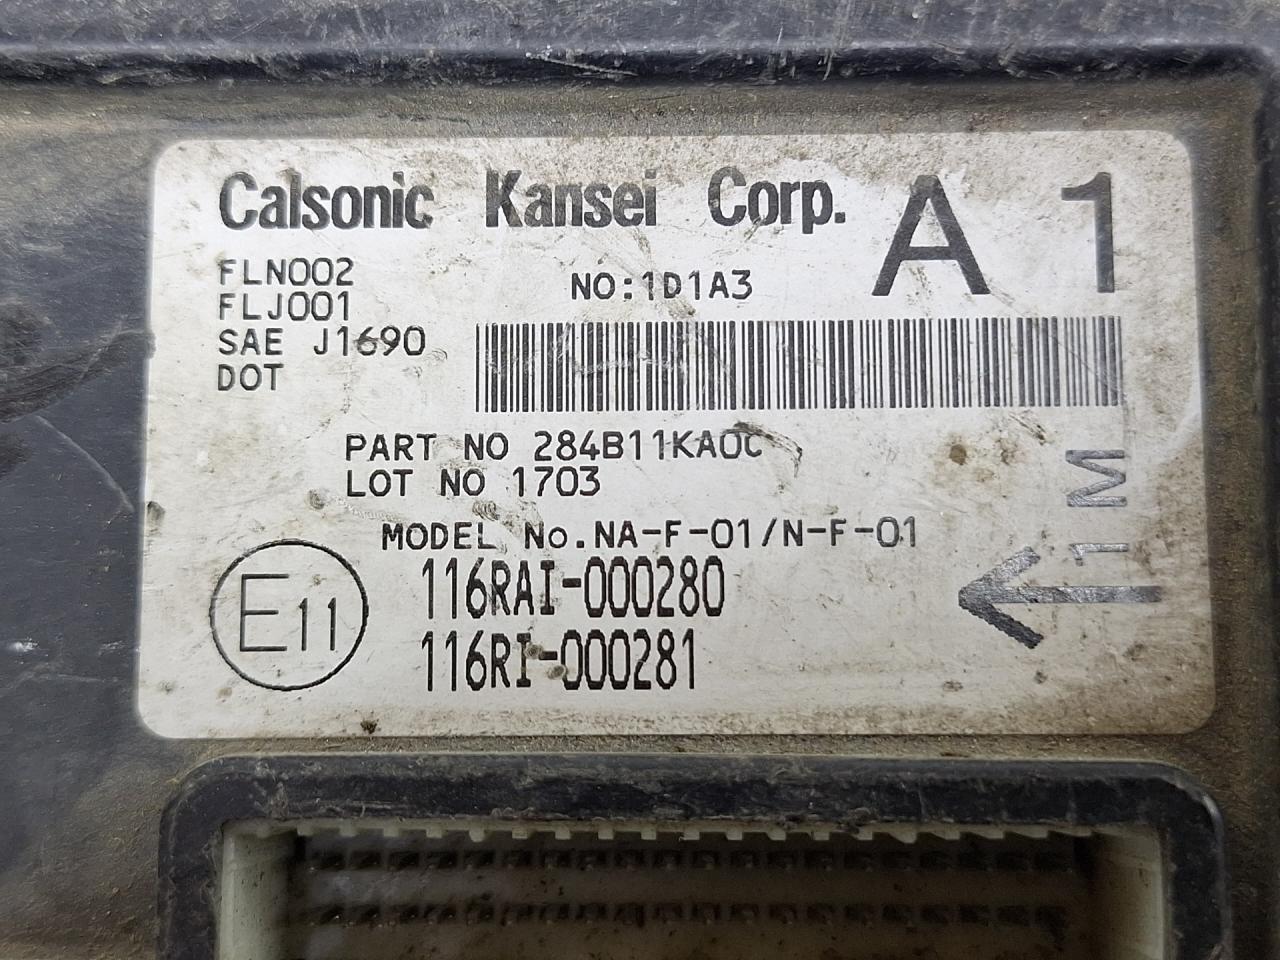 Calsonic Kansei Corp. A 1
FLN002
FLJ001
NO:1D1A3
SAE J1690
DOT
PART NO 284B11KA0C
LOT NO 1703
MODEL No.NA-F-01/N-F-01
E11
116RAI-000280
116RI-000281
1M